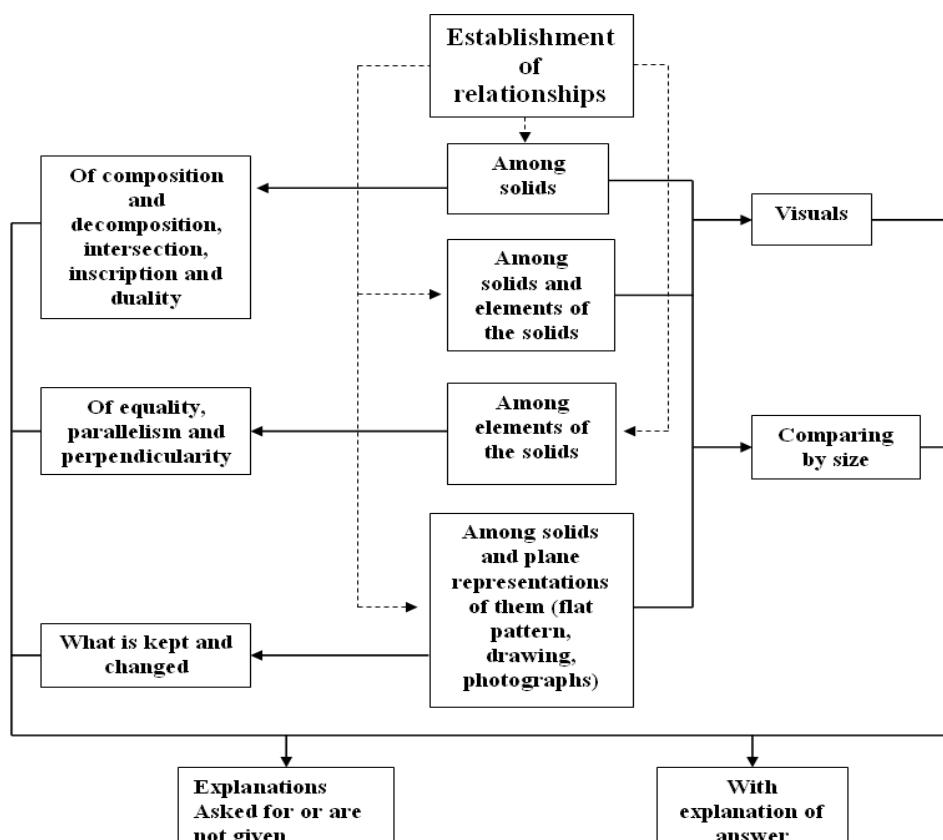 Establishment
of
relationships
Among
solids
Of composition
and
decomposition,
intersection,
inscription and
duality
Visuals
Among
solids and
elements of
the solids
Of equality,
parallelism and
perpendicularity
Among
elements of
the solids
Comparing
by size
Among solids
and plane
representations
of them (flat
pattern,
drawing,
photographs)
What is kept and
changed
Explanations
Asked for or are
not given
With
explanation of
answer